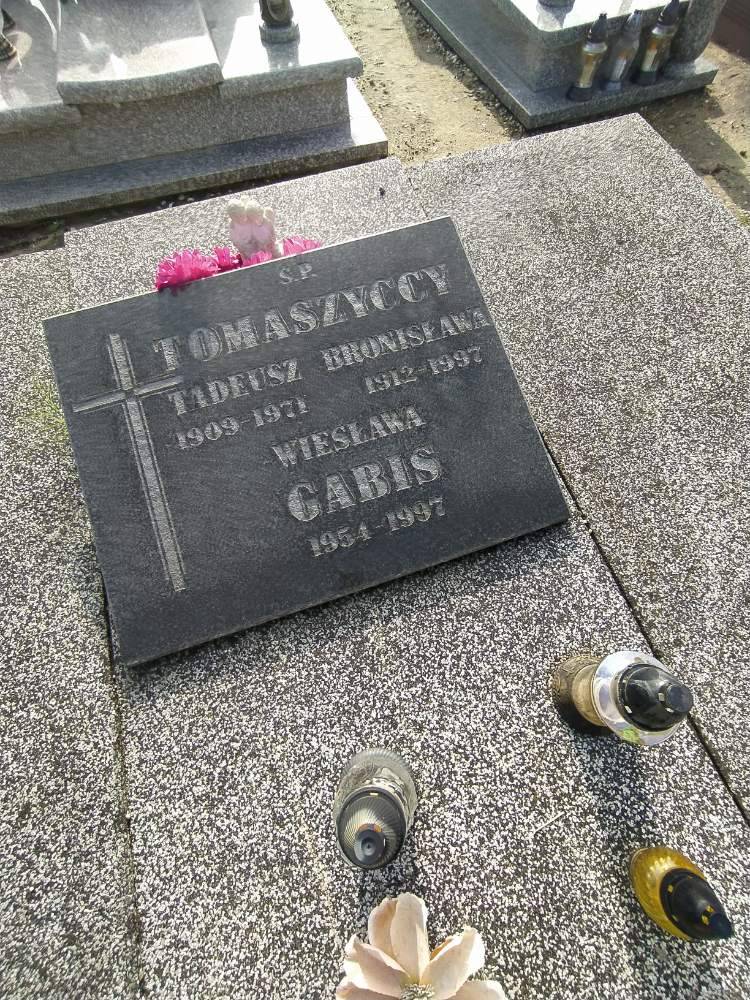 Ś.P.
TOMASZYCCY
TADEUSZ BRONISŁAWA
1909-1971 1912-1997
WIESŁAWA
GABIS
1954-1997